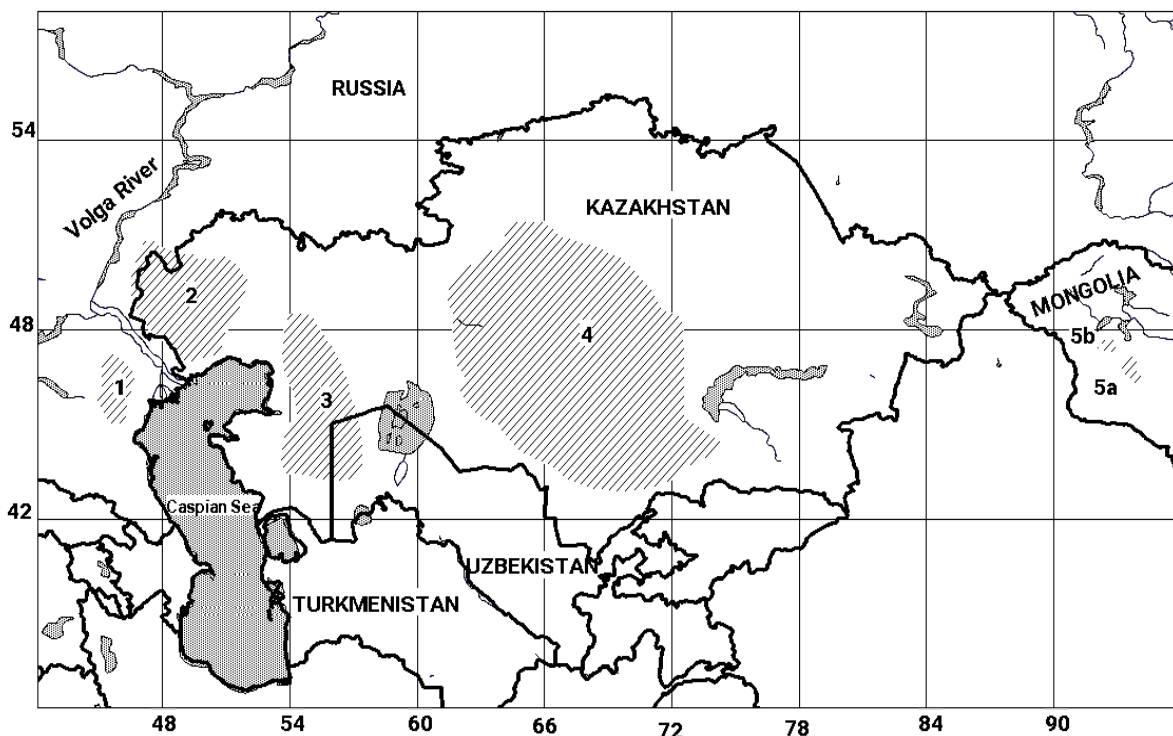 RUSSIA
54
Volga River
KAZAKHSTAN
MONGOLIA
2
48
4
5b
1
3
5a
Caspian Sea
42
UZBEKISTAN
TURKMENISTAN
48 54 60 66 72 78 84 90